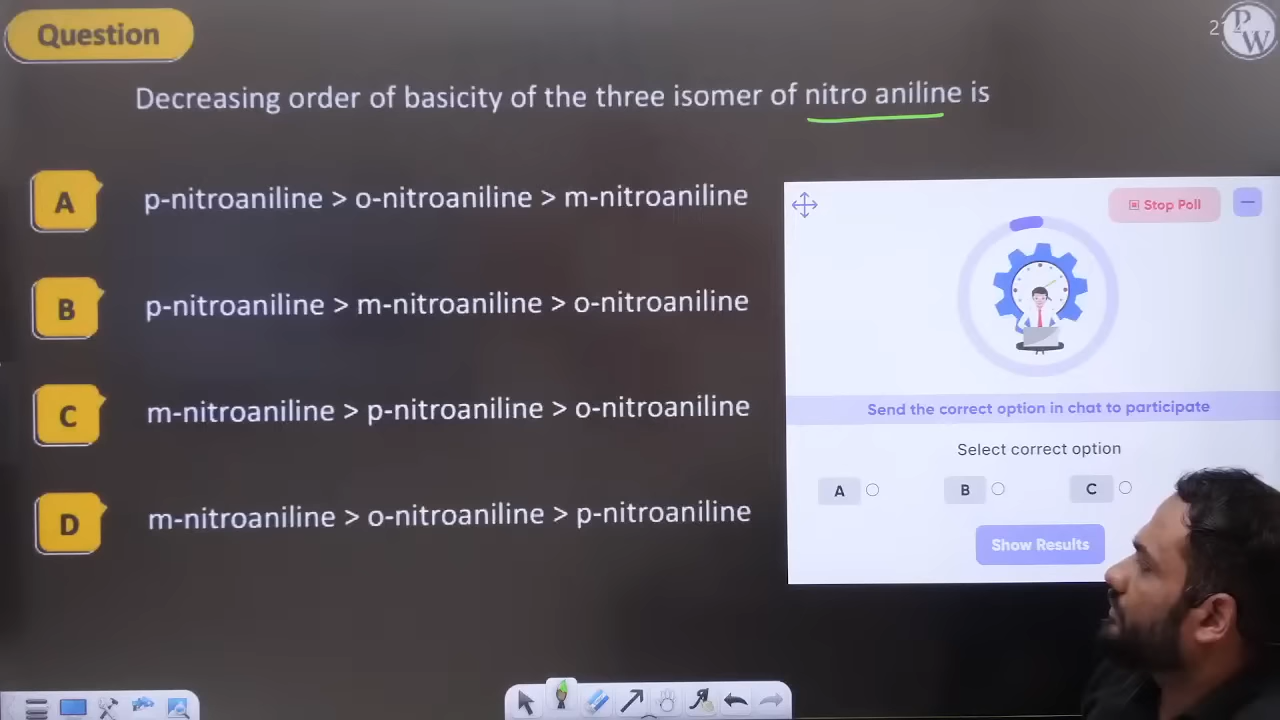 Question
PW
Decreasing order of basicity of the three isomer of nitro aniline is
A
p-nitroaniline > o-nitroaniline > m-nitroaniline
B
p-nitroaniline > m-nitroaniline > o-nitroaniline
C
m-nitroaniline > p-nitroaniline > o-nitroaniline
D
m-nitroaniline > o-nitroaniline > p-nitroaniline
Stop Poll
Send the correct option in chat to participate
Select correct option
A B C
Show Results